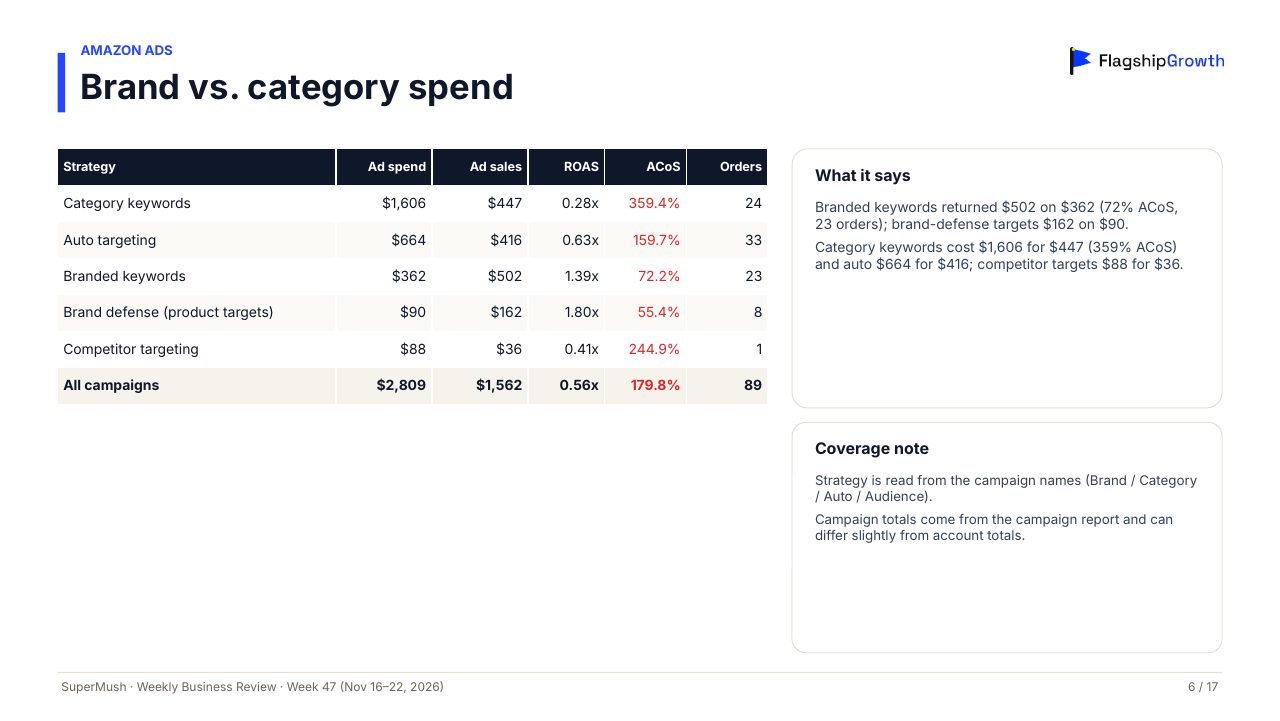 AMAZON ADS
Brand vs. category spend
FlagshipGrowth
Strategy Ad spend Ad sales ROAS ACoS Orders
Category keywords $1,606 $447 0.28x 359.4% 24
Auto targeting $664 $416 0.63x 159.7% 33
Branded keywords $362 $502 1.39x 72.2% 23
Brand defense (product targets) $90 $162 1.80x 55.4% 8
Competitor targeting $88 $36 0.41x 244.9% 1
All campaigns $2,809 $1,562 0.56x 179.8% 89
What it says
Branded keywords returned $502 on $362 (72% ACoS,
23 orders); brand-defense targets $162 on $90.
Category keywords cost $1,606 for $447 (359% ACoS)
and auto $664 for $416; competitor targets $88 for $36.
Coverage note
Strategy is read from the campaign names (Brand / Category
/ Auto / Audience).
Campaign totals come from the campaign report and can
differ slightly from account totals.
SuperMush · Weekly Business Review · Week 47 (Nov 16–22, 2026)
6 / 17